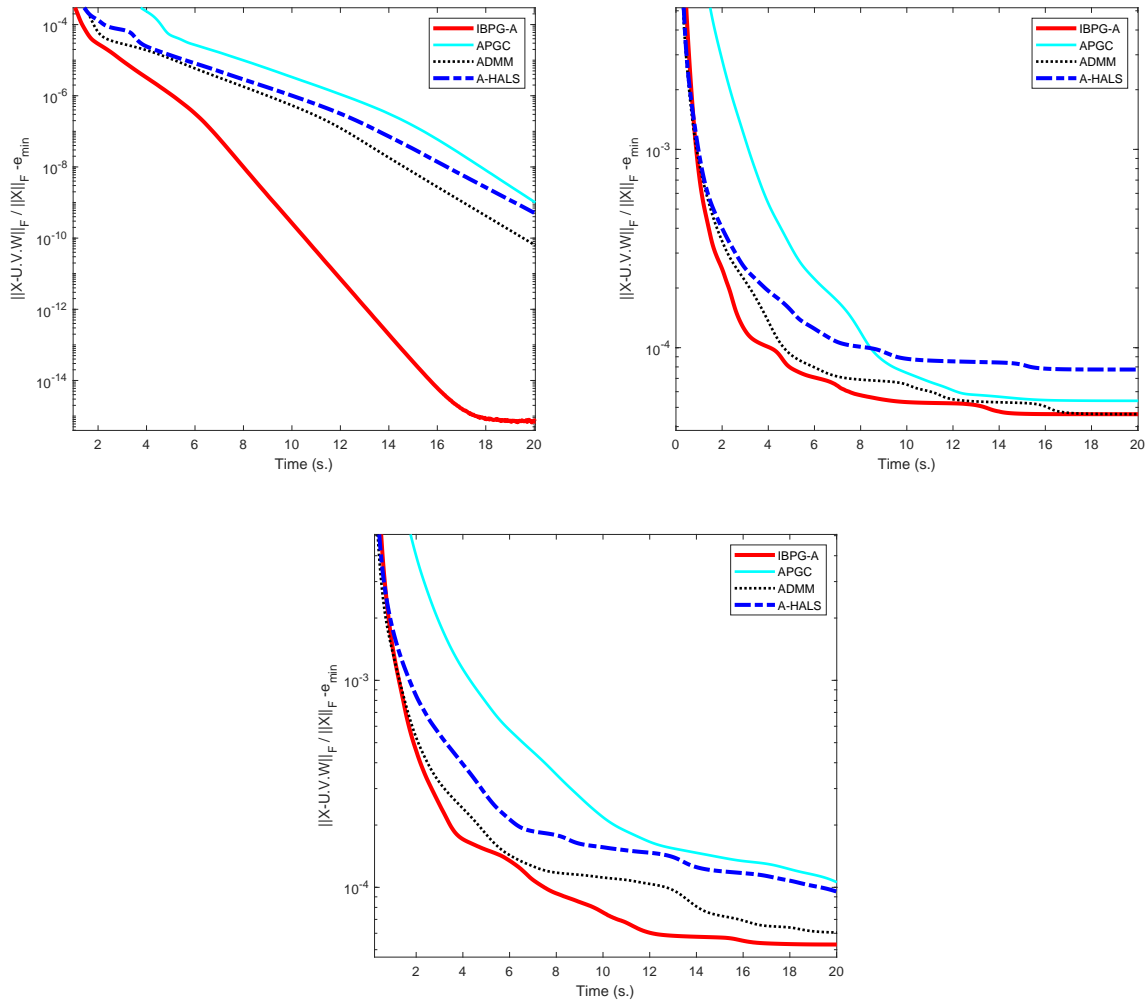 ||X-U.V.W||_F / ||X||_F -e_min
10^-4
10^-6
10^-8
10^-10
10^-12
10^-14
IBPG-A
APGC
ADMM
A-HALS
2 4 6 8 10 12 14 16 18 20
Time (s.)
||X-U.V.W||_F / ||X||_F -e_min
10^-3
10^-4
IBPG-A
APGC
ADMM
A-HALS
0 2 4 6 8 10 12 14 16 18 20
Time (s.)
||X-U.V.W||_F / ||X||_F -e_min
10^-3
10^-4
IBPG-A
APGC
ADMM
A-HALS
2 4 6 8 10 12 14 16 18 20
Time (s.)